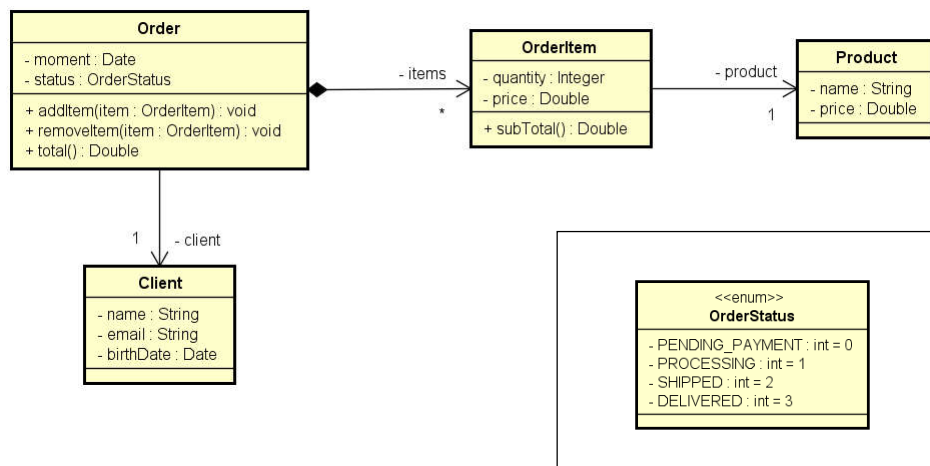 Order
- moment : Date
- status : OrderStatus
+ addItem(item : OrderItem) : void
+ removeItem(item : OrderItem) : void
+ total() : Double
- items
*
OrderItem
- quantity : Integer
- price : Double
+ subTotal() : Double
- product
1
Product
- name : String
- price : Double
1
- client
Client
- name : String
- email : String
- birthDate : Date
<<enum>>
OrderStatus
- PENDING_PAYMENT : int = 0
- PROCESSING : int = 1
- SHIPPED : int = 2
- DELIVERED : int = 3